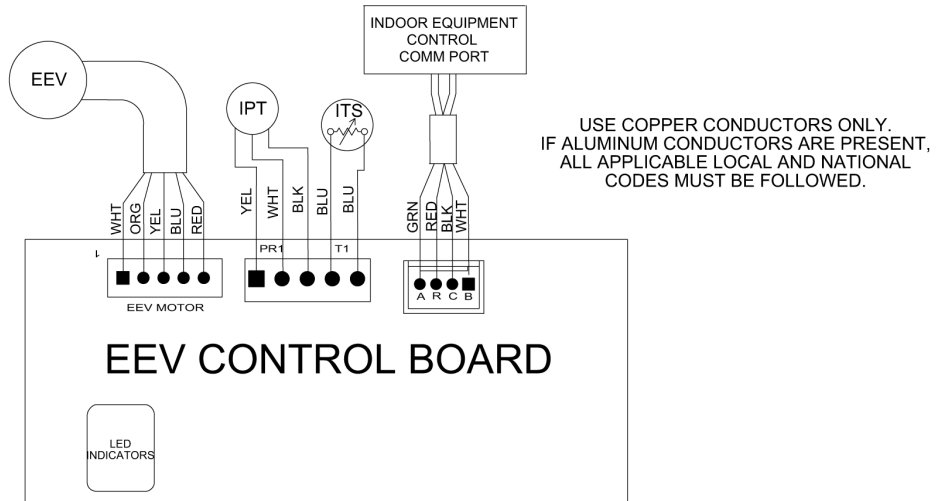 INDOOR EQUIPMENT
CONTROL
COMM PORT
EEV
IPT
ITS
USE COPPER CONDUCTORS ONLY.
IF ALUMINUM CONDUCTORS ARE PRESENT,
ALL APPLICABLE LOCAL AND NATIONAL
CODES MUST BE FOLLOWED.
WHT
ORG
YEL
BLU
RED
YEL
WHT
BLK
BLU
BLU
GRN
RED
BLK
WHT
1
PR1
T1
EEV MOTOR
A R C B
EEV CONTROL BOARD
LED
INDICATORS